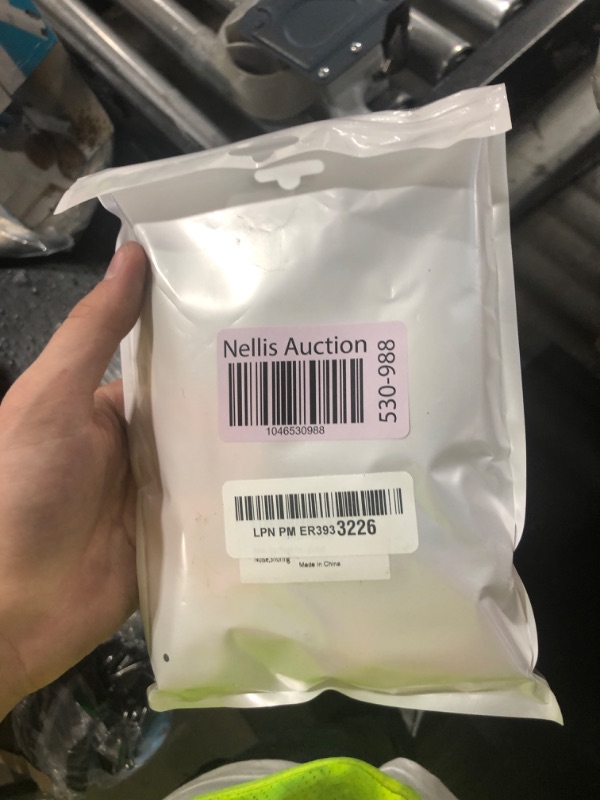 Nellis Auction
1046530988
530-988
LPN PM ER3933226
Made in China